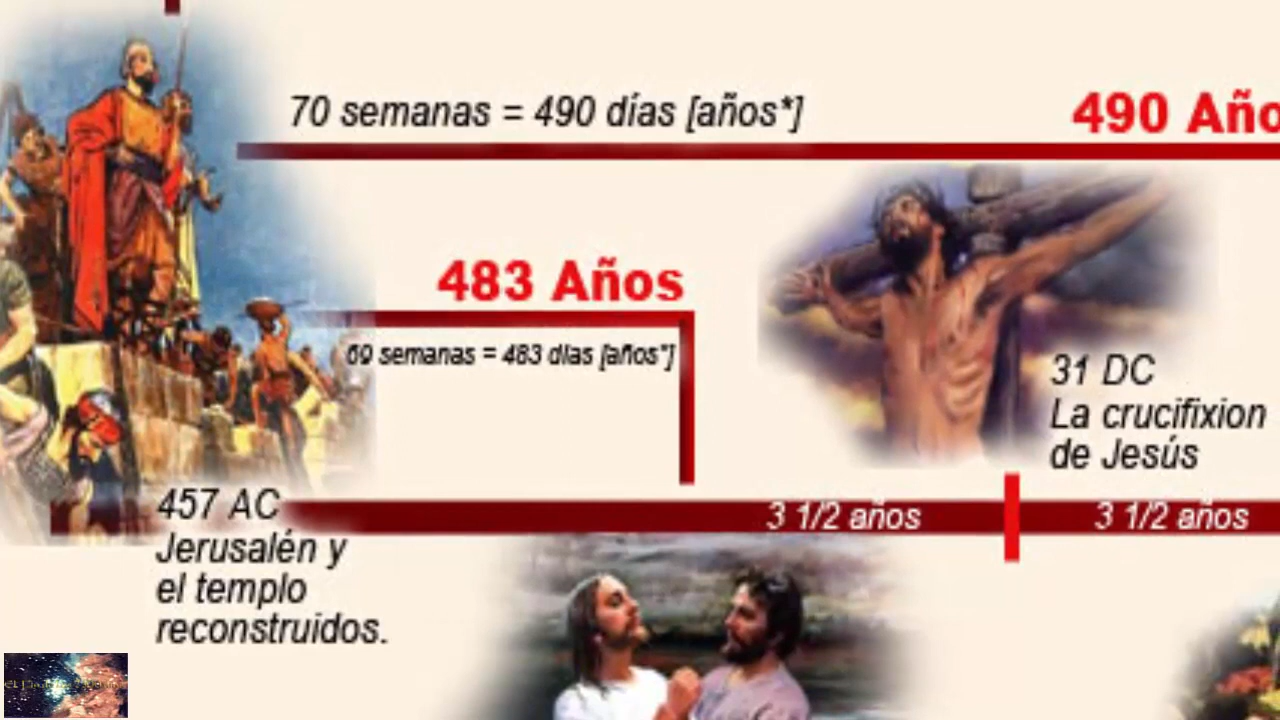 70 semanas = 490 días [años*]
490 Año
483 Años
69 semanas = 483 días [años*]
31 DC
La crucifixion
de Jesús
457 AC
3 1/2 años
3 1/2 años
Jerusalén y
el templo
reconstruidos.